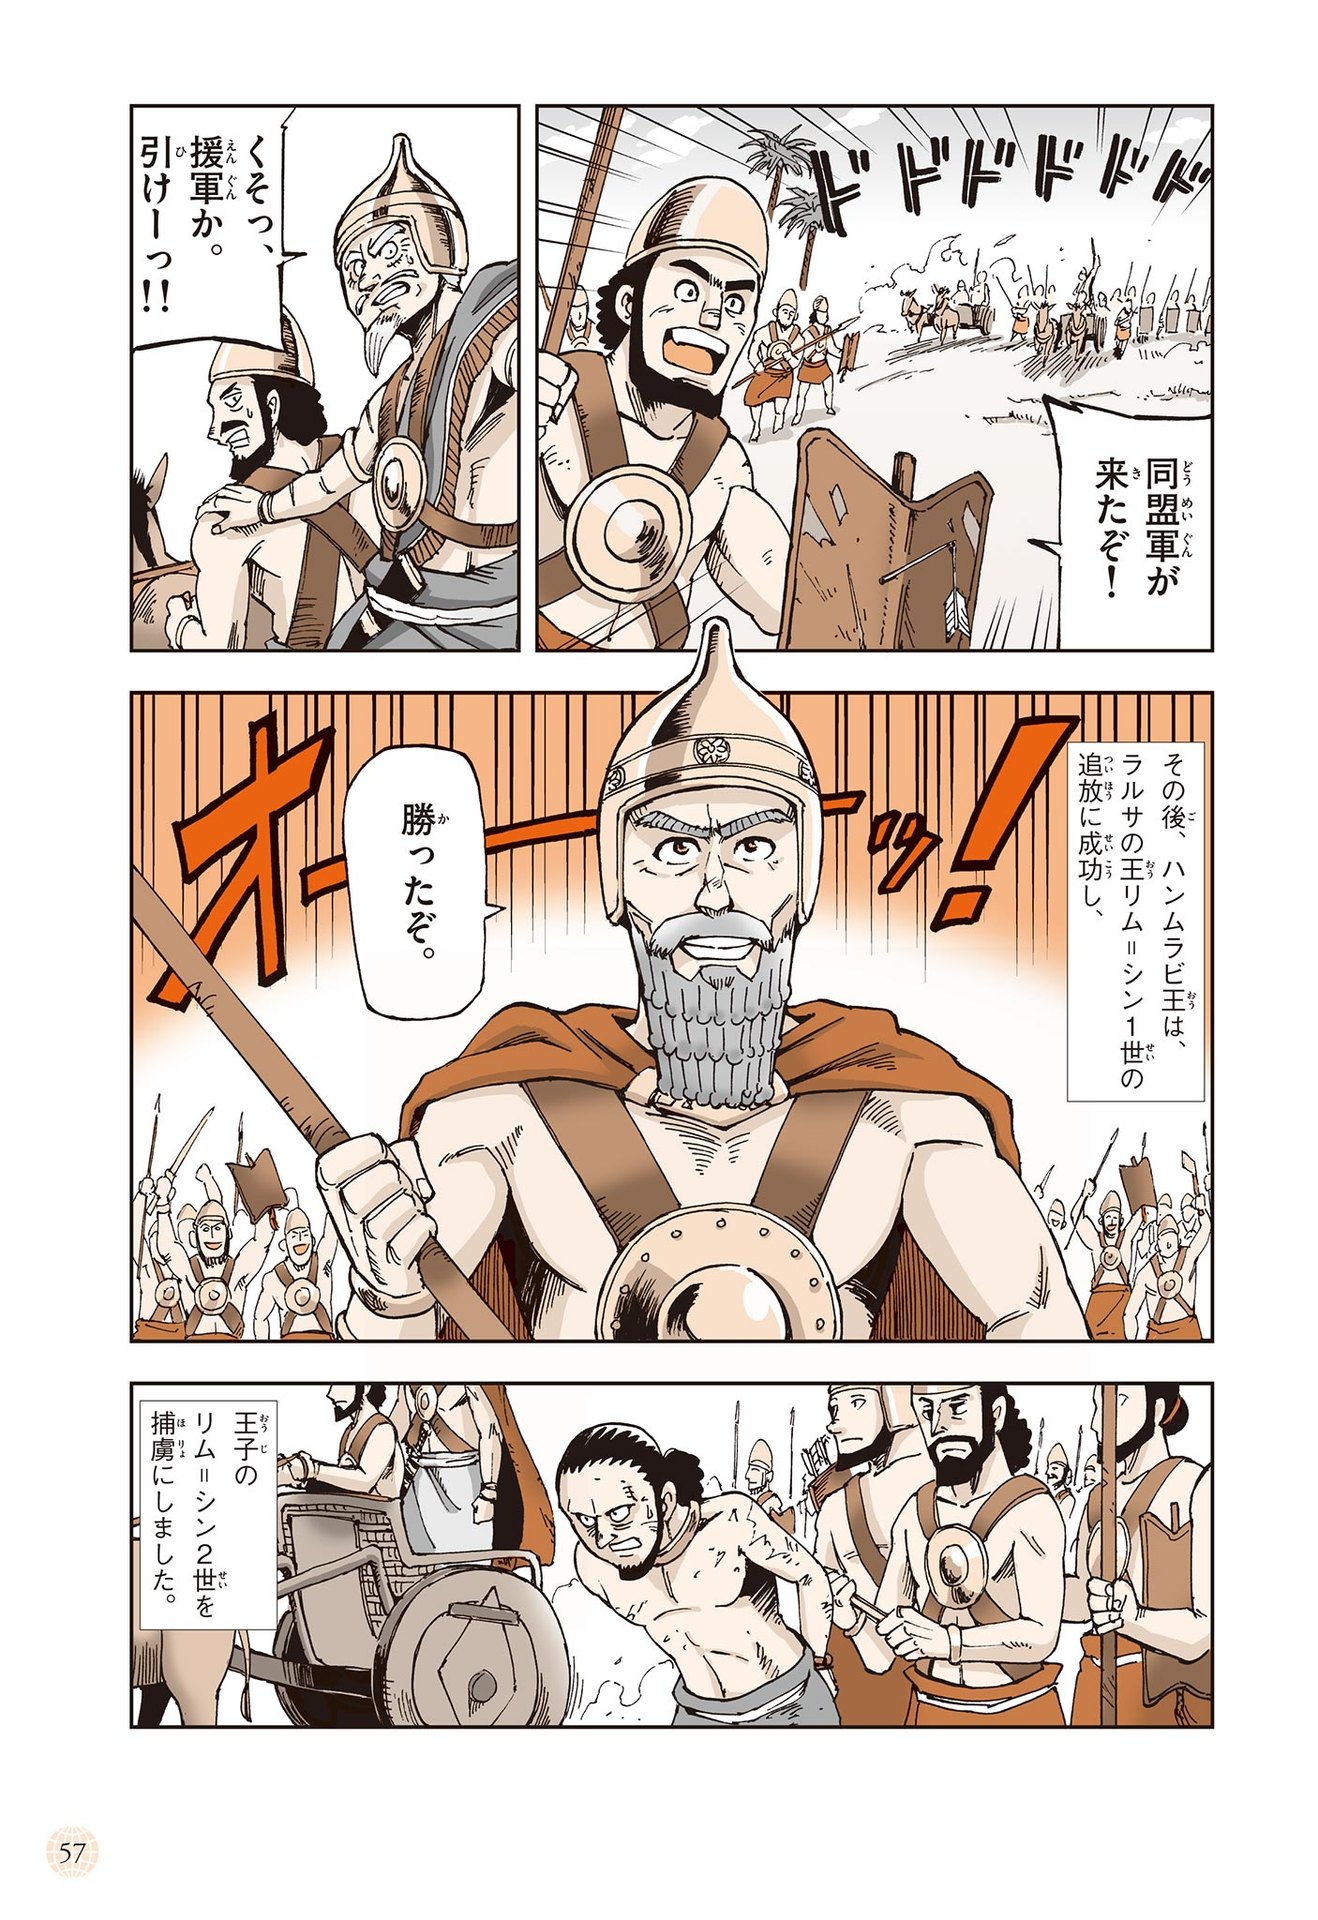 ドドドドドド
同盟軍が
来たぞ！
くそっ、
援軍か。
引けーっ！！
その後、ハンムラビ王は、
ラルサの王リム＝シン１世の
追放に成功し、
オーーッ！
勝ったぞ。
王子の
リム＝シン２世を
捕虜にしました。
57